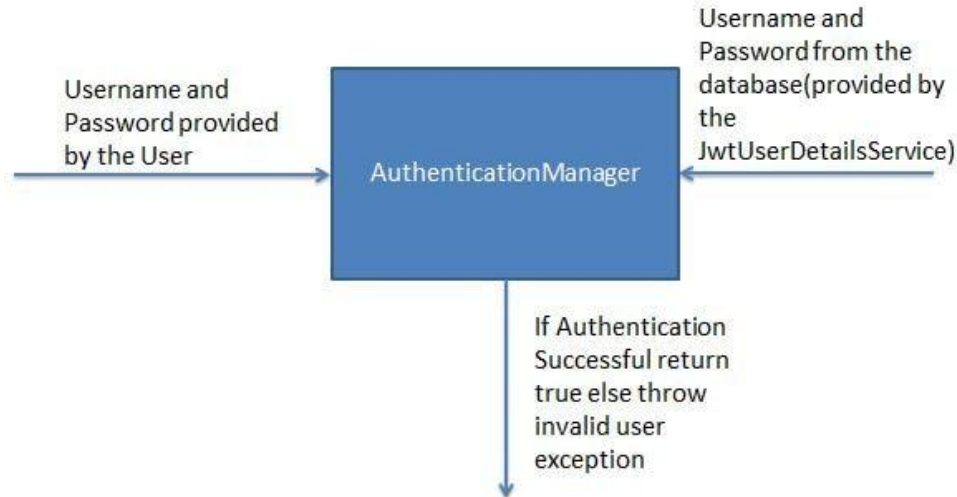 Username and
Password provided
by the User
AuthenticationManager
Username and
Password from the
database(provided by
the
JwtUserDetailsService)
If Authentication
Successful return
true else throw
invalid user
exception